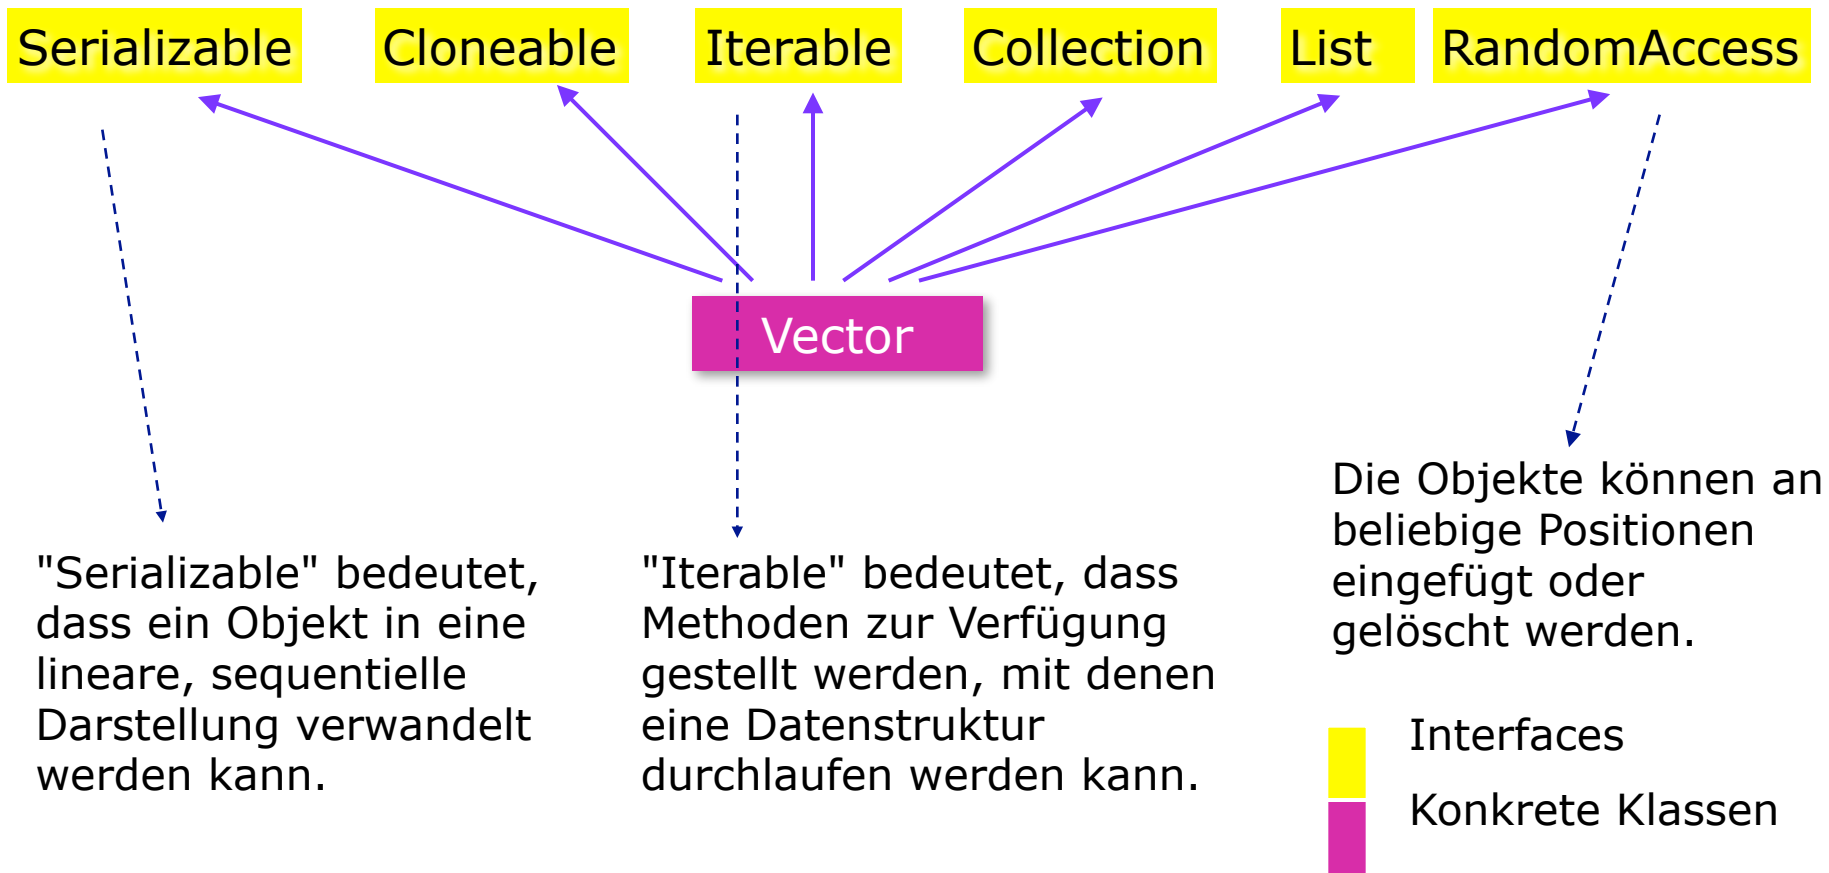 Serializable
Cloneable
Iterable
Collection
List
RandomAccess
Vector
"Serializable" bedeutet,
dass ein Objekt in eine
lineare, sequentielle
Darstellung verwandelt
werden kann.
"Iterable" bedeutet, dass
Methoden zur Verfügung
gestellt werden, mit denen
eine Datenstruktur
durchlaufen werden kann.
Die Objekte können an
beliebige Positionen
eingefügt oder
gelöscht werden.
Interfaces
Konkrete Klassen